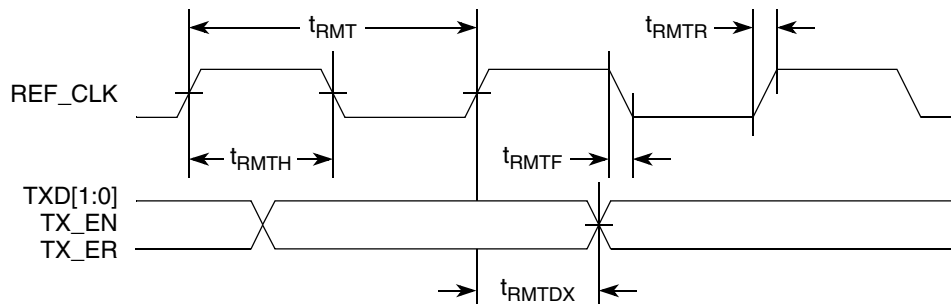 tRMT
tRMTR
REF_CLK
tRMTH
tRMTF
TXD[1:0]
TX_EN
TX_ER
tRMTDX